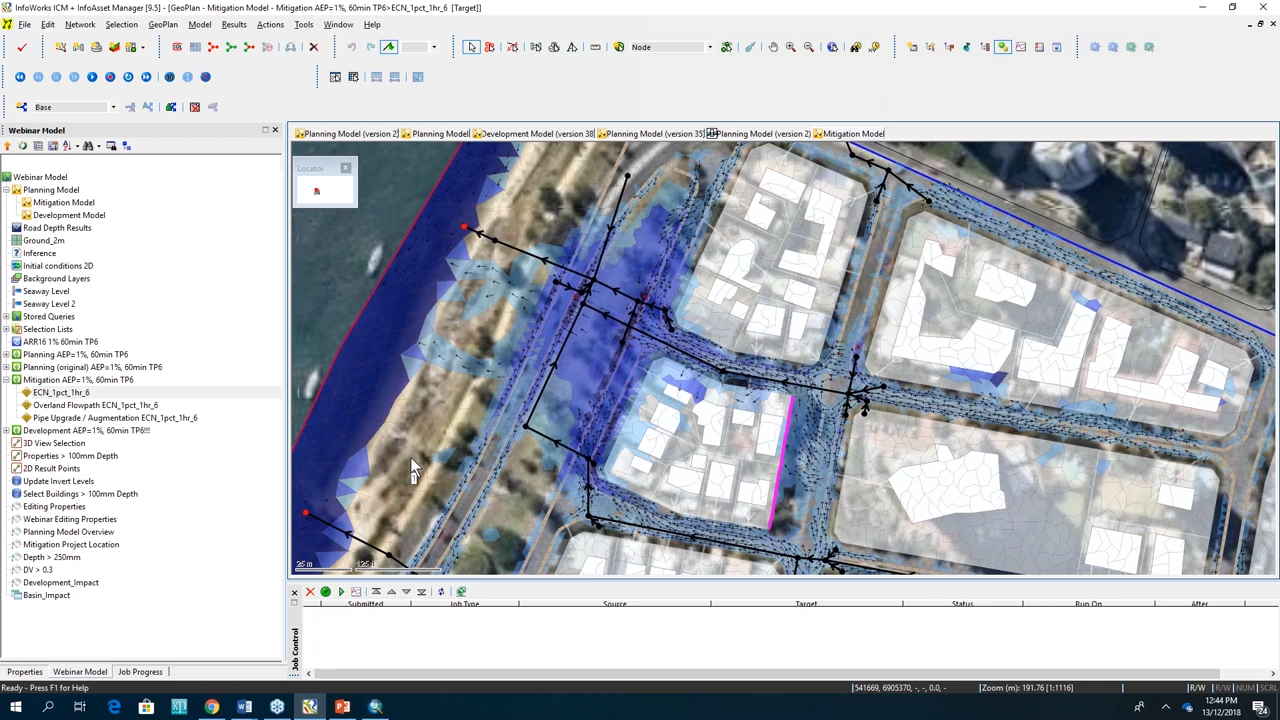 InfoWorks ICM + InfoAsset Manager [9.5] - [GeoPlan - Mitigation Model - Mitigation AEP=1%, 60min TP6>ECN_1pct_1hr_6 [Target]]
File Edit Network Selection GeoPlan Model Results Actions Tools Window Help
Node
Base
Webinar Model
Planning Model (version 2) Planning Model Development Model (version 38) Planning Model (version 35) Planning Model (version 2) Mitigation Model
Locator
Webinar Model
Planning Model
Mitigation Model
Development Model
Road Depth Results
Ground_2m
Inference
Initial conditions 2D
Background Layers
Seaway Level
Seaway Level 2
Stored Queries
Selection Lists
ARR16 1% 60min TP6
Planning AEP=1%, 60min TP6
Planning (original) AEP=1%, 60min TP6
Mitigation AEP=1%, 60min TP6
ECN_1pct_1hr_6
Overland Flowpath ECN_1pct_1hr_6
Pipe Upgrade / Augmentation ECN_1pct_1hr_6
Development AEP=1%, 60min TP6!!!
3D View Selection
Properties > 100mm Depth
2D Result Points
Update Invert Levels
Select Buildings > 100mm Depth
Editing Properties
Webinar Editing Properties
Planning Model Overview
Mitigation Project Location
Depth > 250mm
DV > 0.3
Development_Impact
Basin_Impact
25 m 125 m
Job Control
Submitted Job Type Source Target Status Run On After
Properties Webinar Model Job Progress
Ready - Press F1 for Help
541669, 6905370, -, -, 0.0, - Zoom (m): 191.76 [1:1116] R/W R/W NUM SCRL
12:44 PM
13/12/2018
24